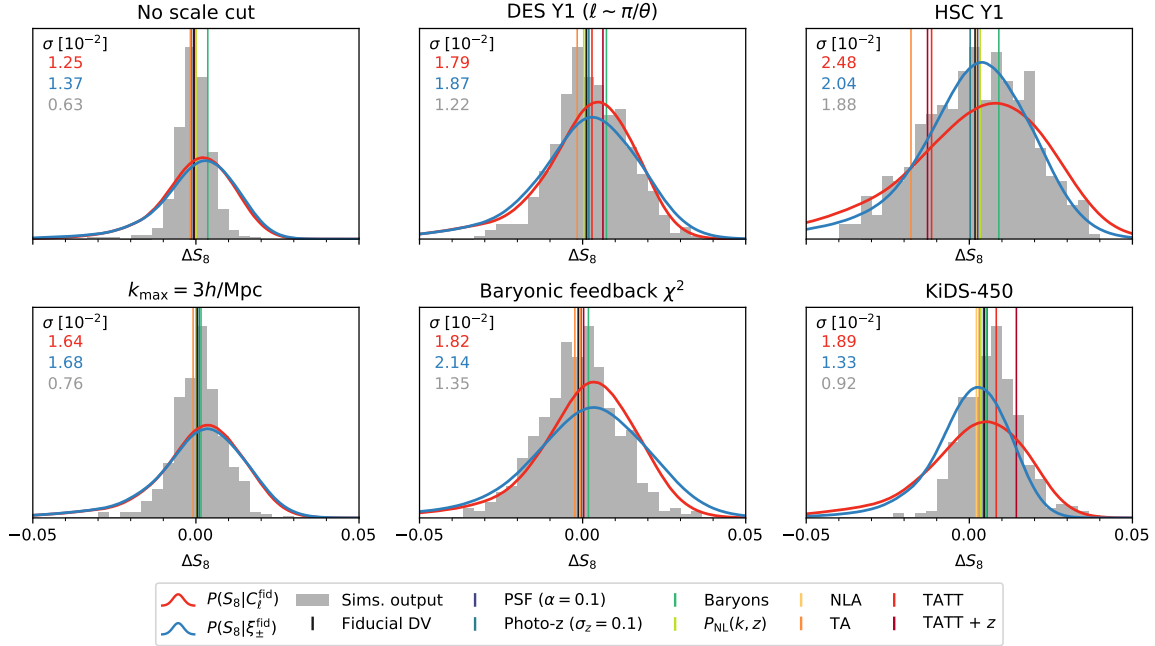 No scale cut
DES Y1 (ℓ ~ π/θ)
HSC Y1
σ [10⁻²]
1.25
1.37
0.63
σ [10⁻²]
1.79
1.87
1.22
σ [10⁻²]
2.48
2.04
1.88
ΔS₈
ΔS₈
ΔS₈
k_max = 3h/Mpc
Baryonic feedback χ²
KiDS-450
σ [10⁻²]
1.64
1.68
0.76
σ [10⁻²]
1.82
2.14
1.35
σ [10⁻²]
1.89
1.33
0.92
−0.05 0.00 0.05
−0.05 0.00 0.05
−0.05 0.00 0.05
ΔS₈
ΔS₈
ΔS₈
P(S₈|C_ℓ^fid) Sims. output PSF (α = 0.1) Baryons NLA TATT
P(S₈|ξ_±^fid) Fiducial DV Photo-z (σ_z = 0.1) P_NL(k, z) TA TATT + z